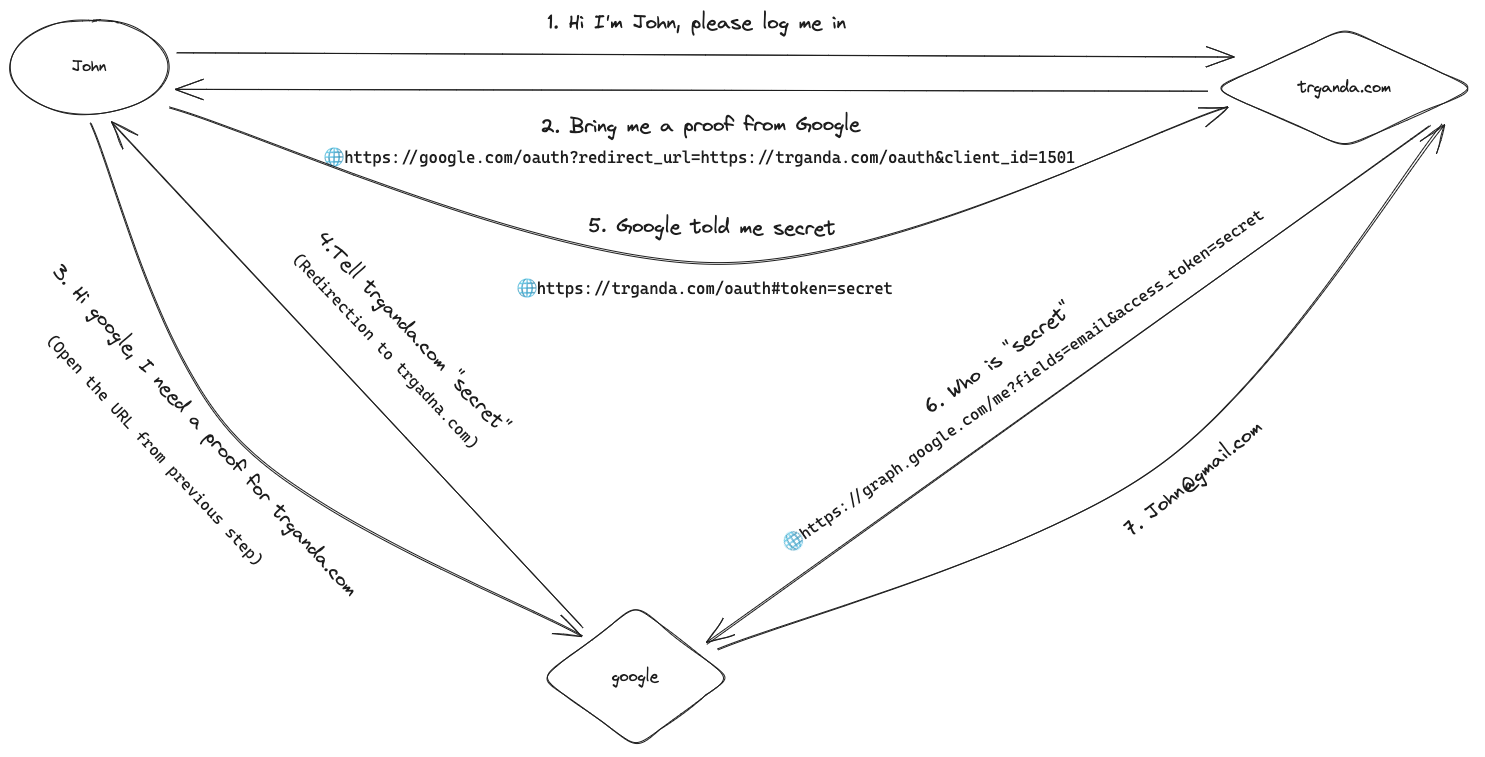 1. Hi I'm John, please log me in
John
trganda.com
2. Bring me a proof from Google
https://google.com/oauth?redirect_url=https://trganda.com/oauth&client_id=1501
5. Google told me secret
https://trganda.com/oauth#token=secret
3. Hi google, I need a proof for trganda.com
(Open the URL from previous step)
4.Tell trganda.com "secret"
(Redirection to trgadna.com)
6. Who is "secret"
https://graph.google.com/me?fields=email&access_token=secret
7. John@gmail.com
google